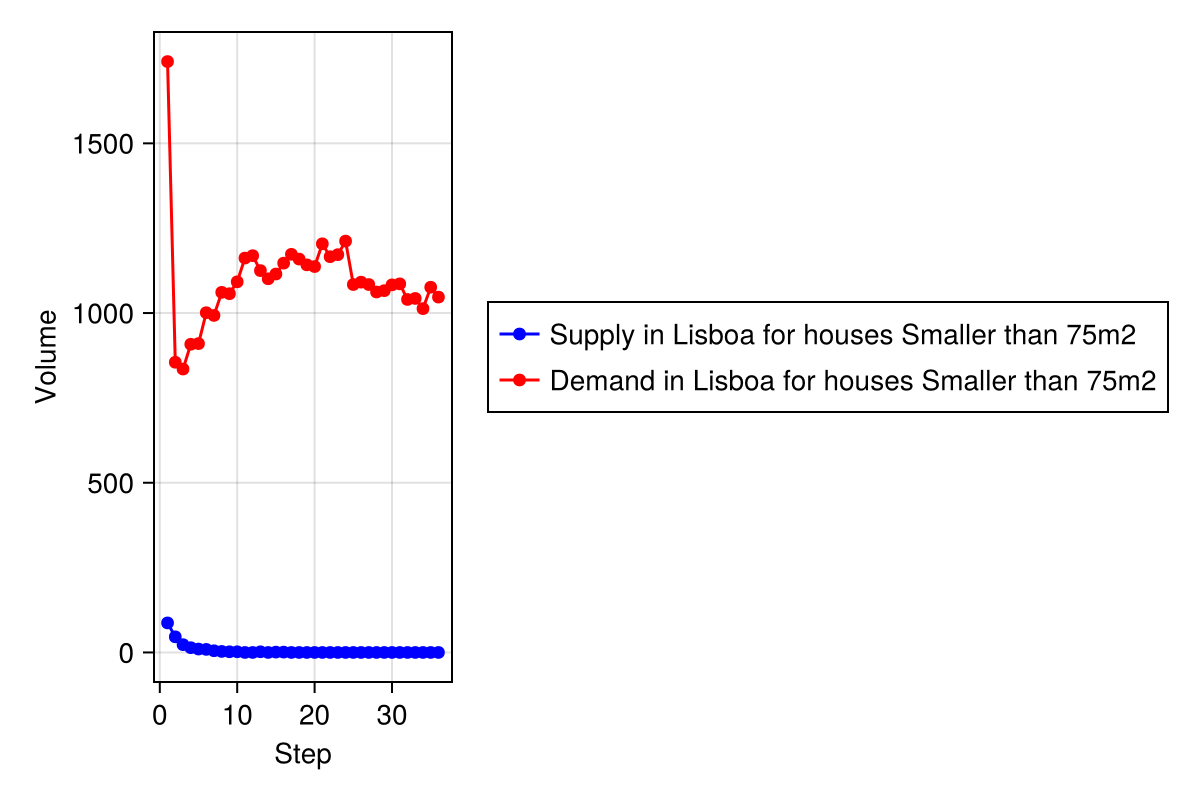 1500
1000
500
0
Volume
0 10 20 30
Step
Supply in Lisboa for houses Smaller than 75m2
Demand in Lisboa for houses Smaller than 75m2